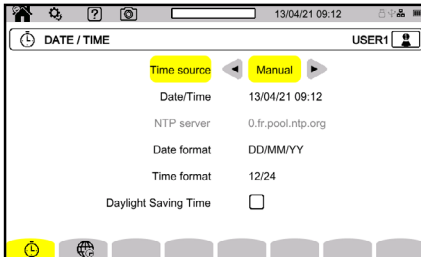 13/04/21 09:12
DATE / TIME USER1
Time source Manual
Date/Time 13/04/21 09:12
NTP server 0.fr.pool.ntp.org
Date format DD/MM/YY
Time format 12/24
Daylight Saving Time